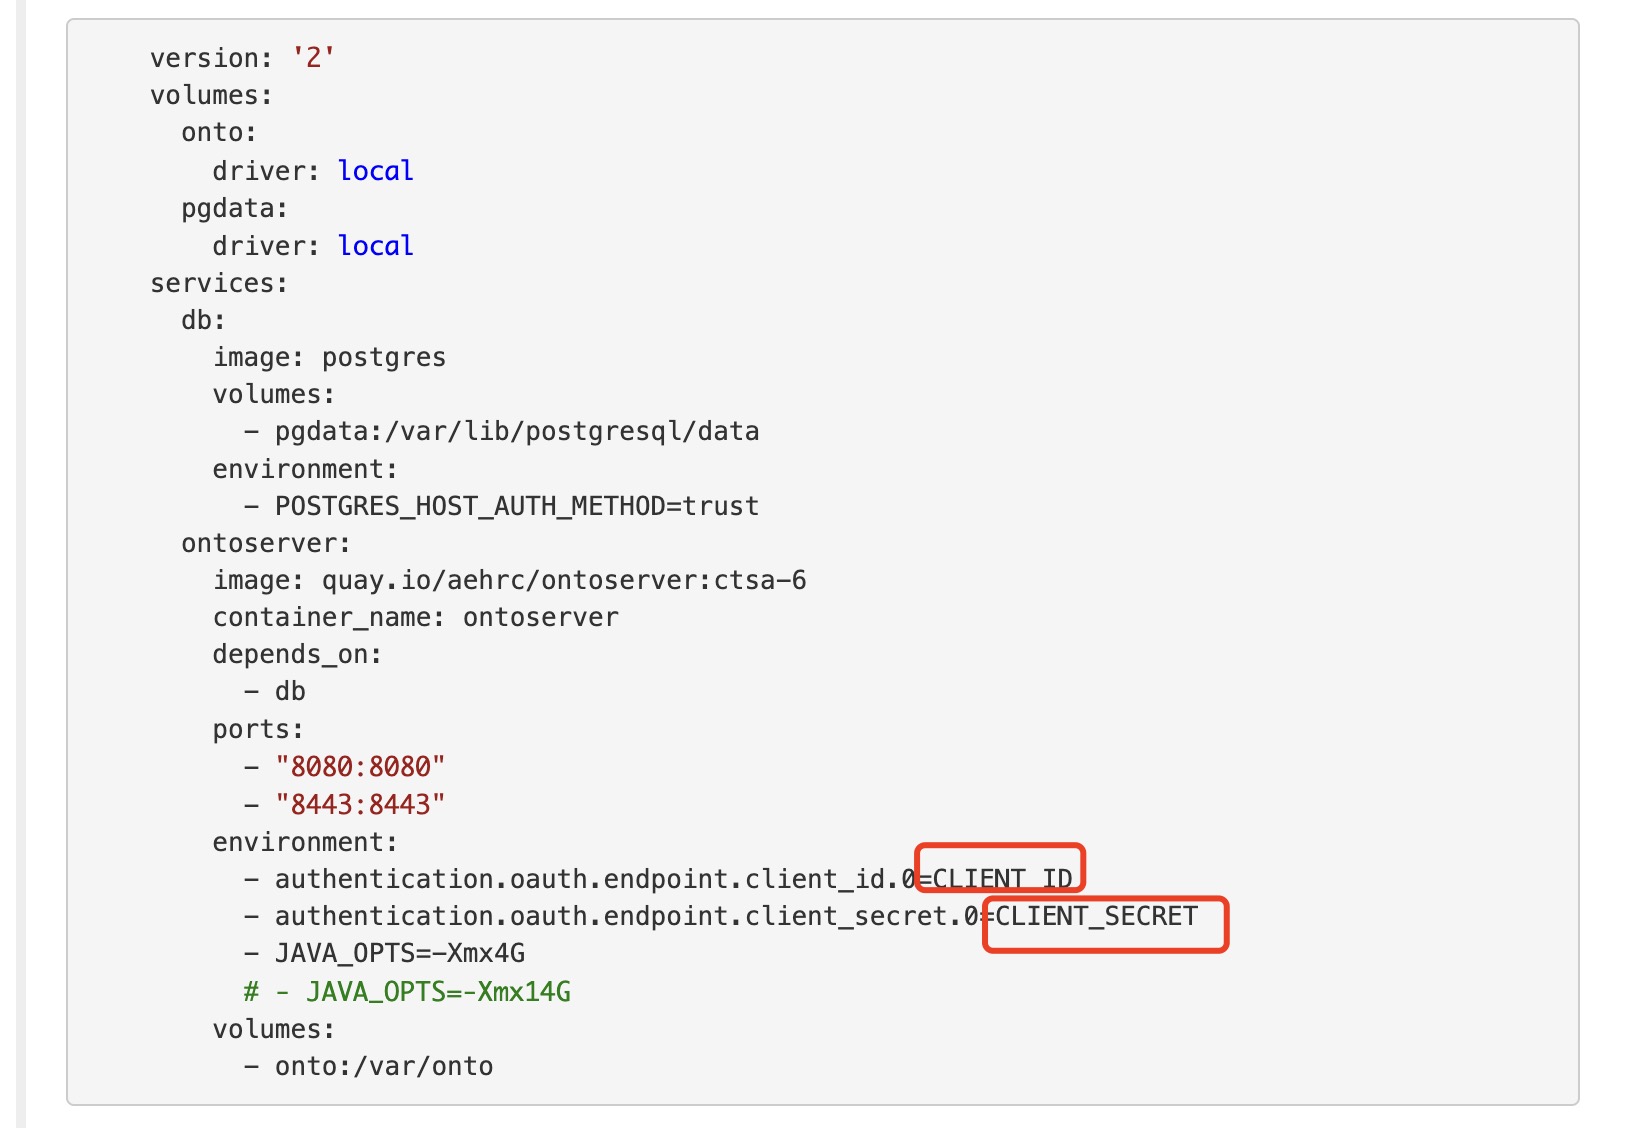 version: '2'
volumes:
  onto:
    driver: local
  pgdata:
    driver: local
services:
  db:
    image: postgres
    volumes:
      - pgdata:/var/lib/postgresql/data
    environment:
      - POSTGRES_HOST_AUTH_METHOD=trust
  ontoserver:
    image: quay.io/aehrc/ontoserver:ctsa-6
    container_name: ontoserver
    depends_on:
      - db
    ports:
      - "8080:8080"
      - "8443:8443"
    environment:
      - authentication.oauth.endpoint.client_id.0=CLIENT_ID
      - authentication.oauth.endpoint.client_secret.0=CLIENT_SECRET
      - JAVA_OPTS=-Xmx4G
      # - JAVA_OPTS=-Xmx14G
    volumes:
      - onto:/var/onto